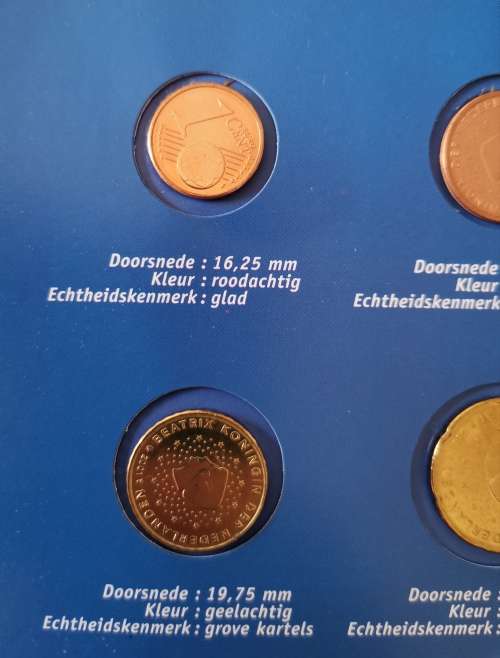 1
CENT
Doorsnede : 16,25 mm
Kleur : roodachtig
Echtheidskenmerk : glad
Doorsnede
Kleur
Echtheidskenmerk
BEATRIX KONINGIN DER NEDERLANDEN
Doorsnede : 19,75 mm
Kleur : geelachtig
Echtheidskenmerk : grove kartels
Doorsnede :
Kleur :
Echtheidskenmerk :